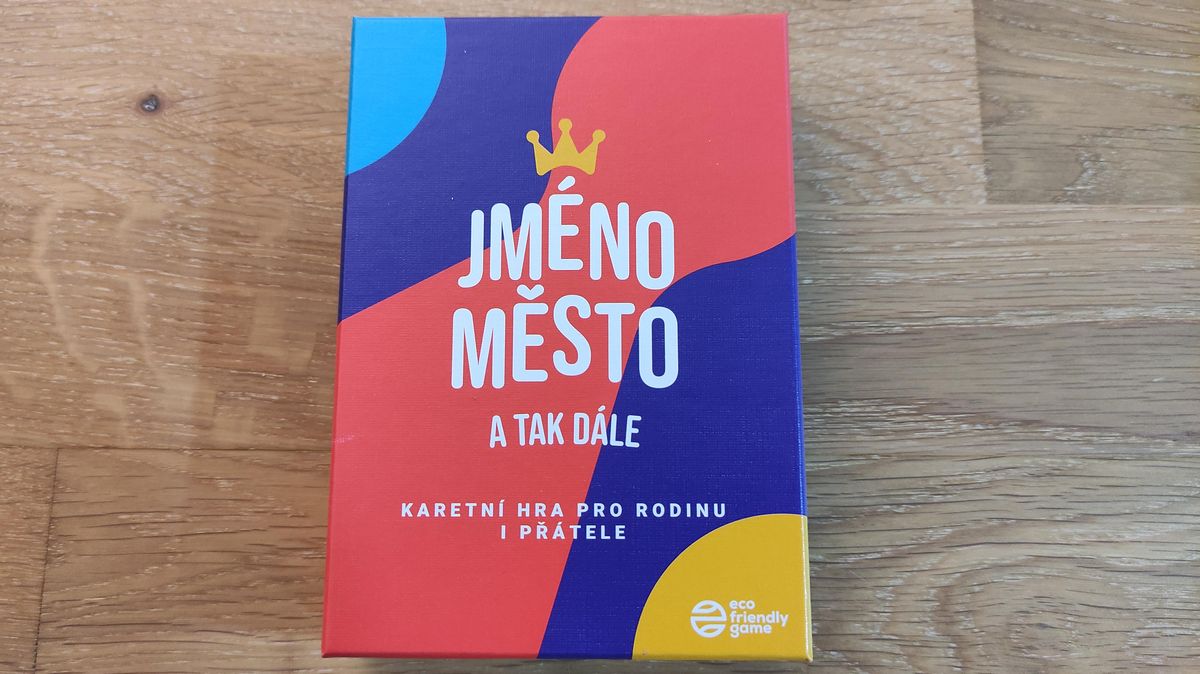 JMÉNO
MĚSTO
A TAK DÁLE
KARETNÍ HRA PRO RODINU
I PŘÁTELE
eco
friendly
game